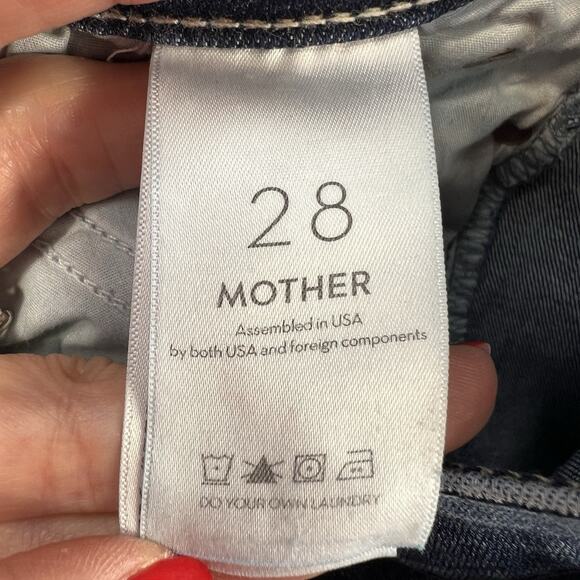 28
MOTHER
Assembled in USA
by both USA and foreign components
DO YOUR OWN LAUNDRY